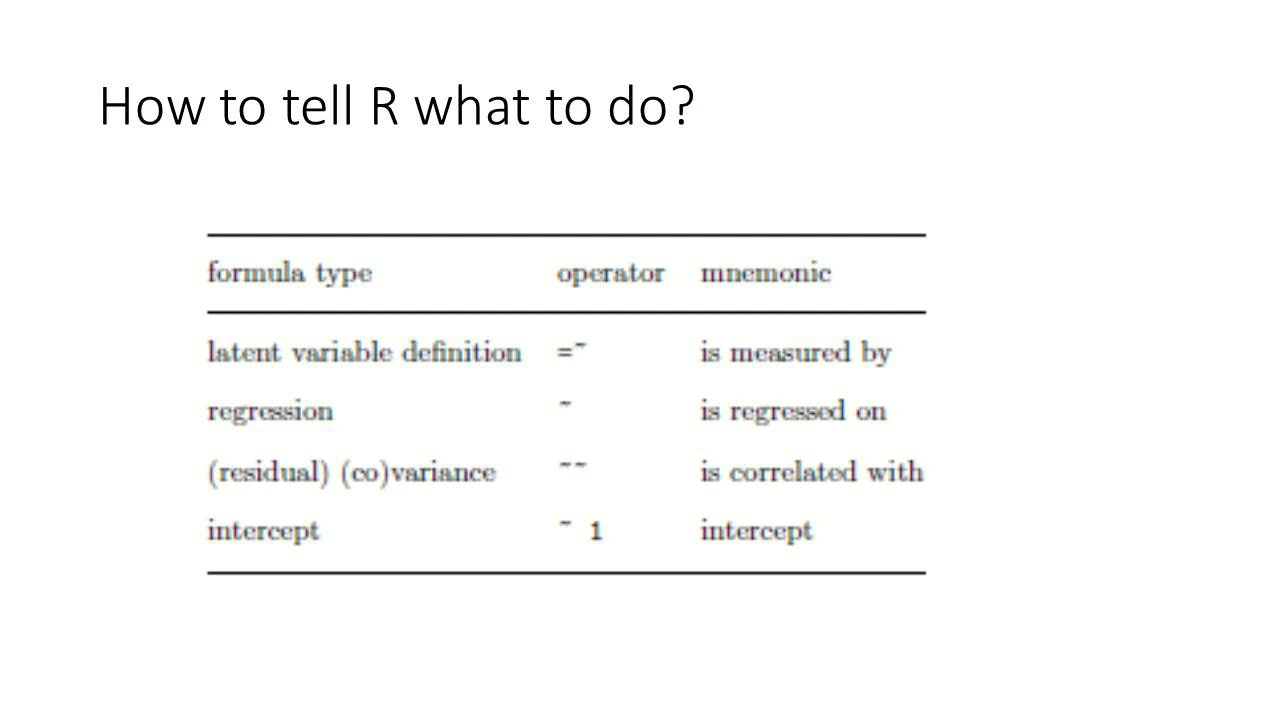 How to tell R what to do?
formula type operator mnemonic
latent variable definition =~ is measured by
regression ~ is regressed on
(residual) (co)variance ~~ is correlated with
intercept ~ 1 intercept